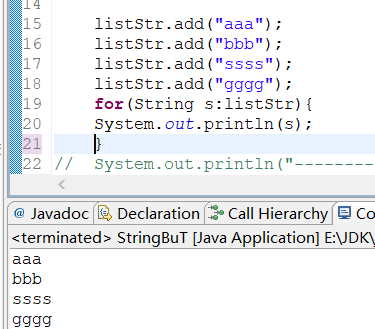 14
15 listStr.add("aaa");
16 listStr.add("bbb");
17 listStr.add("ssss");
18 listStr.add("gggg");
19 for(String s:listStr){
20 System.out.println(s);
21 }
22 // System.out.println("--------
@ Javadoc Declaration Call Hierarchy Co
<terminated> StringBuT [Java Application] E:\JDK\
aaa
bbb
ssss
gggg